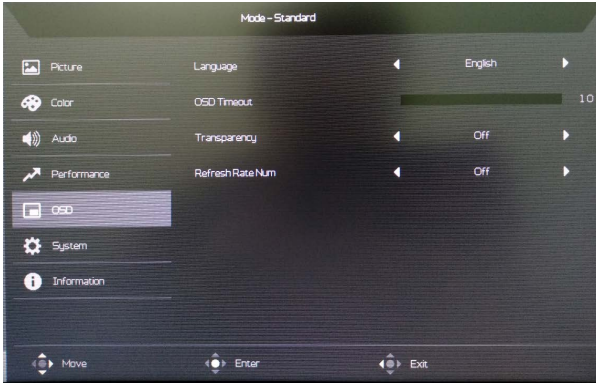 Mode - Standard
Picture
Language
English
Color
OSD Timeout
10
Audio
Transparency
Off
Performance
Refresh Rate Num
Off
OSD
System
Information
Move
Enter
Exit